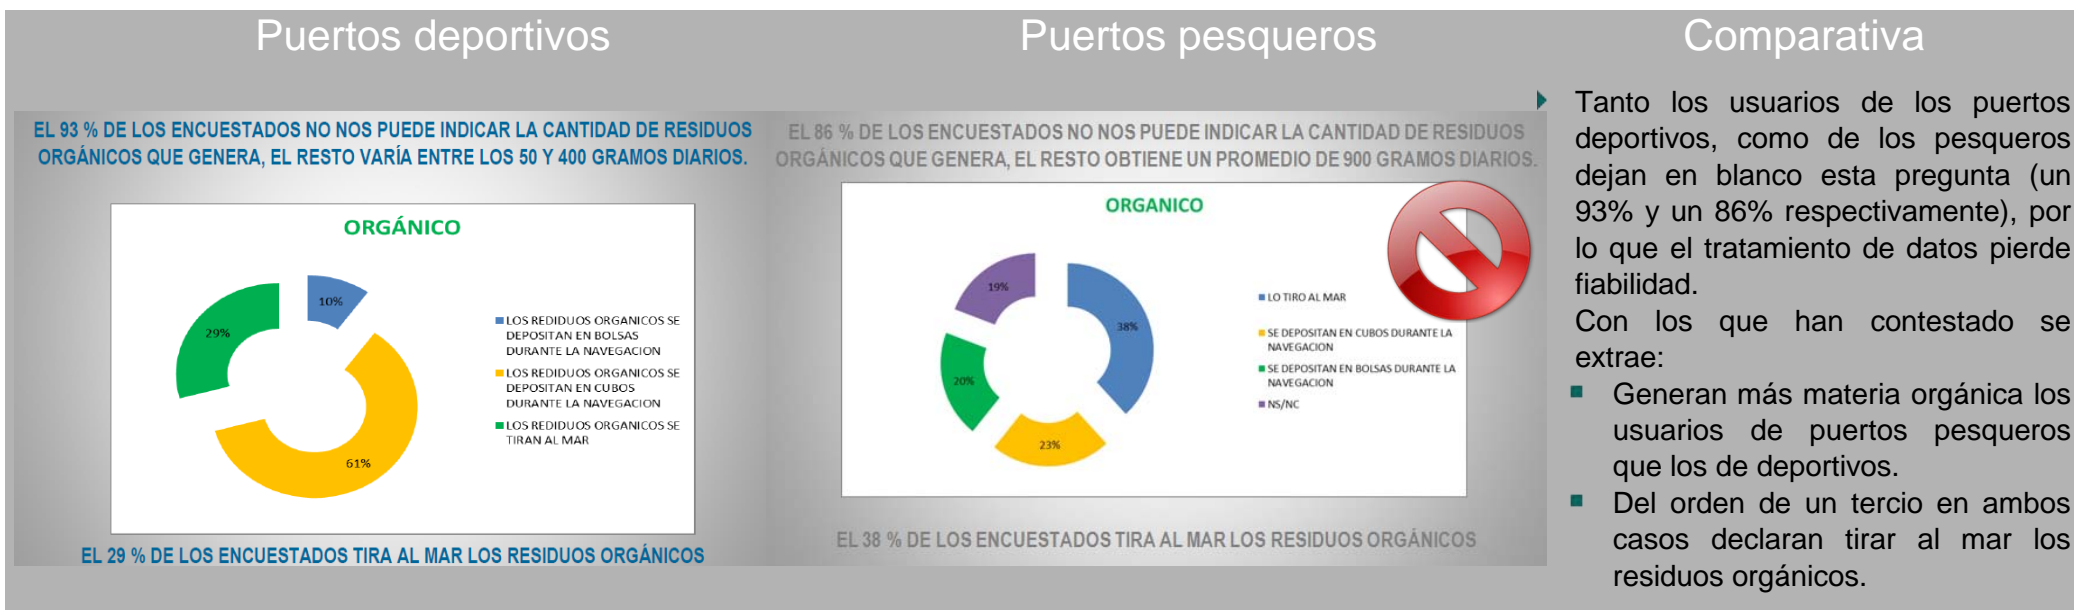 Puertos deportivos
EL 93 % DE LOS ENCUESTADOS NO NOS PUEDE INDICAR LA CANTIDAD DE RESIDUOS
ORGÁNICOS QUE GENERA, EL RESTO VARÍA ENTRE LOS 50 Y 400 GRAMOS DIARIOS.
ORGÁNICO
10%
29%
61%
LOS REDIDUOS ORGANICOS SE
DEPOSITAN EN BOLSAS
DURANTE LA NAVEGACION
LOS REDIDUOS ORGANICOS SE
DEPOSITAN EN CUBOS
DURANTE LA NAVEGACION
LOS REDIDUOS ORGANICOS SE
TIRAN AL MAR
EL 29 % DE LOS ENCUESTADOS TIRA AL MAR LOS RESIDUOS ORGÁNICOS
Puertos pesqueros
EL 86 % DE LOS ENCUESTADOS NO NOS PUEDE INDICAR LA CANTIDAD DE RESIDUOS
ORGÁNICOS QUE GENERA, EL RESTO OBTIENE UN PROMEDIO DE 900 GRAMOS DIARIOS.
ORGANICO
19%
38%
20%
23%
LO TIRO AL MAR
SE DEPOSITAN EN CUBOS DURANTE LA
NAVEGACION
SE DEPOSITAN EN BOLSAS DURANTE LA
NAVEGACION
NS/NC
EL 38 % DE LOS ENCUESTADOS TIRA AL MAR LOS RESIDUOS ORGÁNICOS
Comparativa
Tanto los usuarios de los puertos
deportivos, como de los pesqueros
dejan en blanco esta pregunta (un
93% y un 86% respectivamente), por
lo que el tratamiento de datos pierde
fiabilidad.
Con los que han contestado se
extrae:
Generan más materia orgánica los
usuarios de puertos pesqueros
que los de deportivos.
Del orden de un tercio en ambos
casos declaran tirar al mar los
residuos orgánicos.